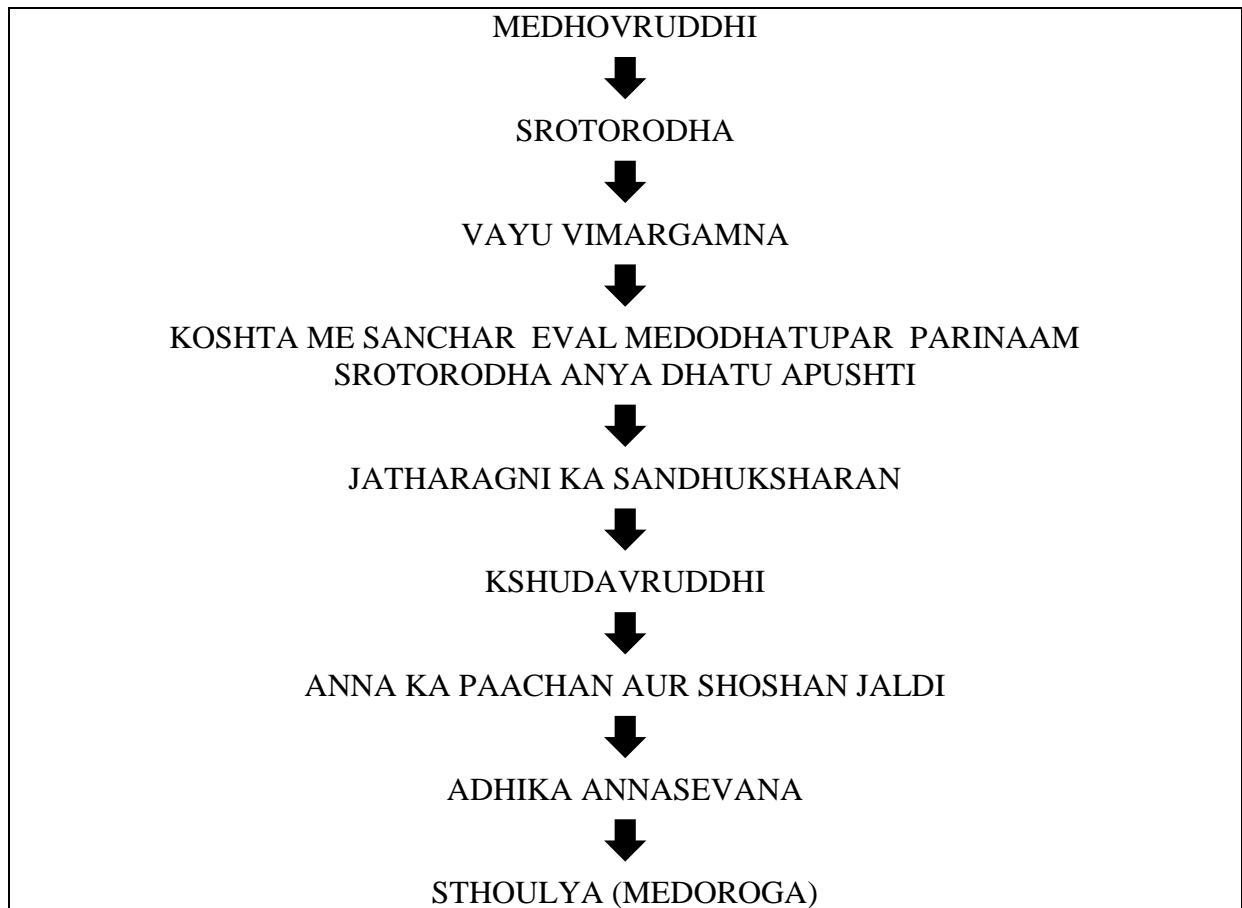 MEDHOVRUDDHI
SROTORODHA
VAYU VIMARGAMNA
KOSHTA ME SANCHAR EVAL MEDODHATUPAR PARINAAM
SROTORODHA ANYA DHATU APUSHTI
JATHARAGNI KA SANDHUKSHARAN
KSHUDAVRUDDHI
ANNA KA PAACHAN AUR SHOSHAN JALDI
ADHIKA ANNASEVANA
STHOULYA (MEDOROGA)